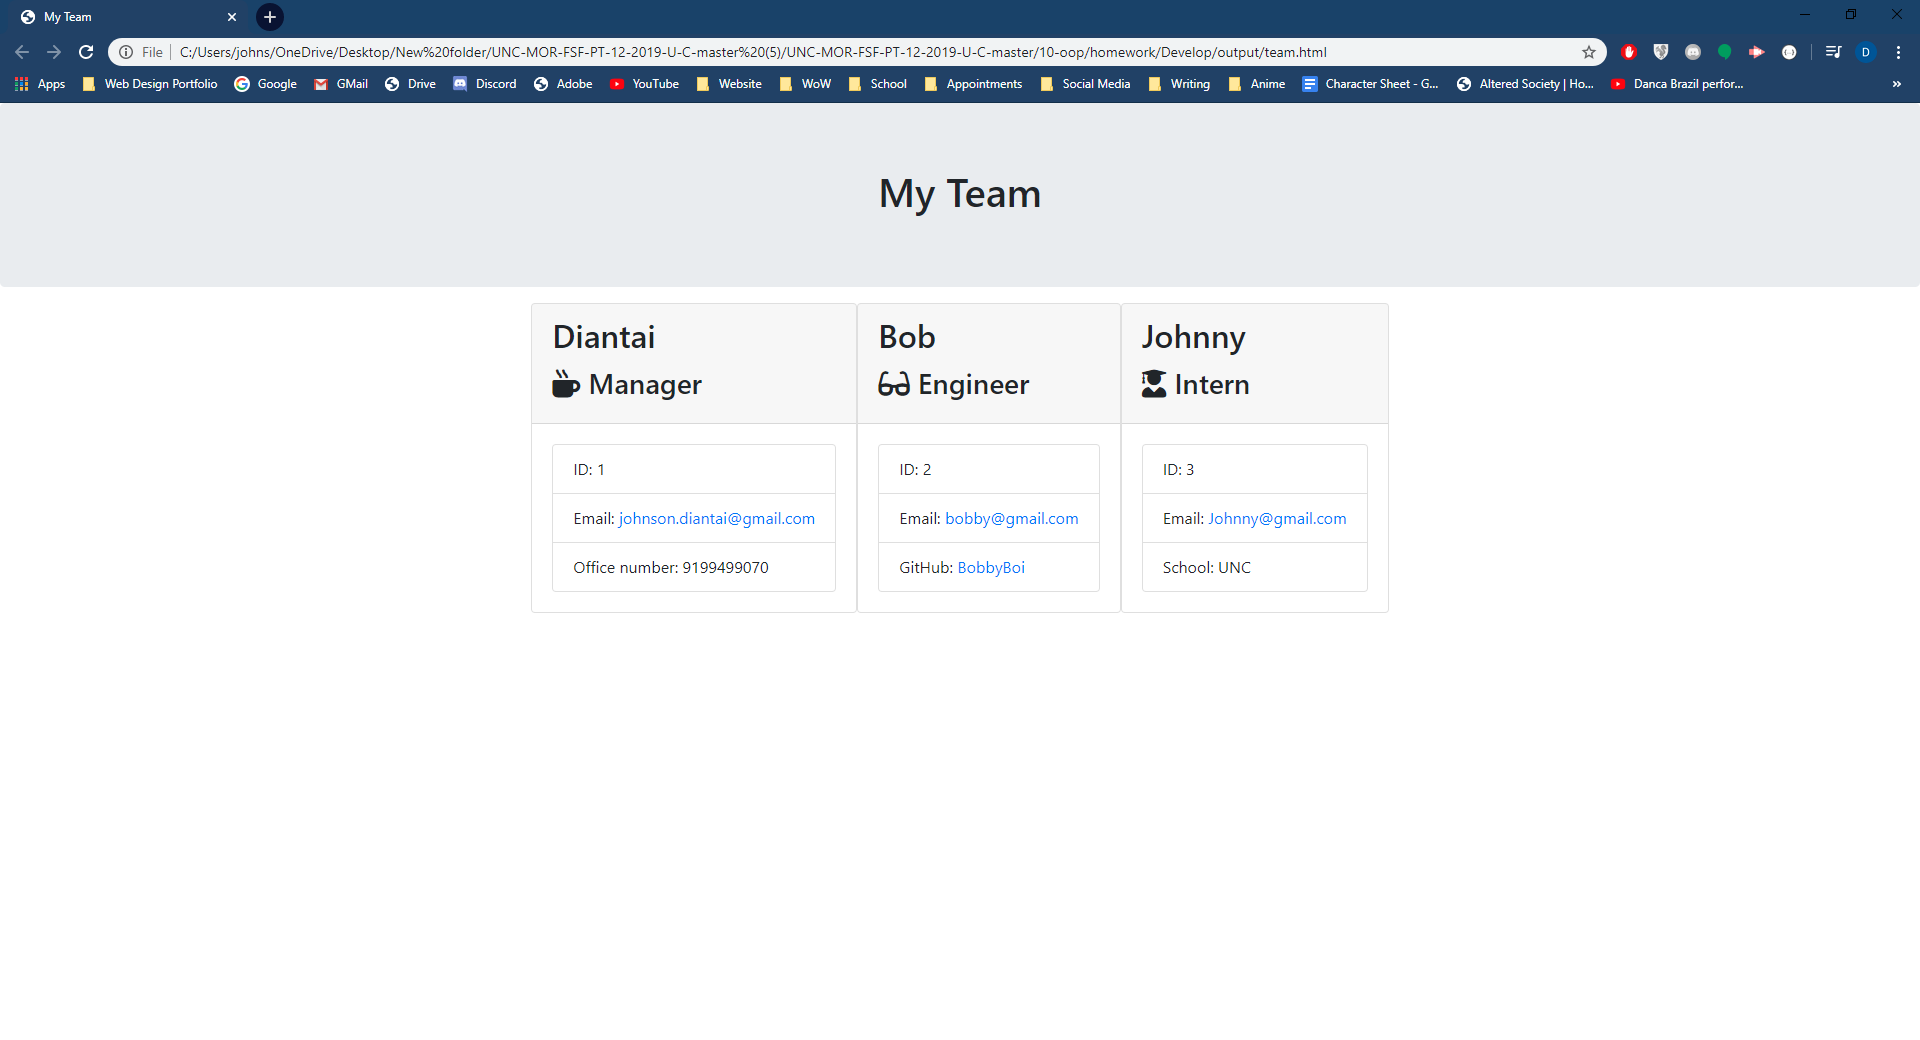 My Team
File C:/Users/johns/OneDrive/Desktop/New%20folder/UNC-MOR-FSF-PT-12-2019-U-C-master%20(5)/UNC-MOR-FSF-PT-12-2019-U-C-master/10-oop/homework/Develop/output/team.html D
Apps Web Design Portfolio Google GMail Drive Discord Adobe YouTube Website WoW School Appointments Social Media Writing Anime Character Sheet - G... Altered Society | Ho... Danca Brazil perfor... »
My Team
Diantai
Manager
ID: 1
Email: johnson.diantai@gmail.com
Office number: 9199499070
Bob
Engineer
ID: 2
Email: bobby@gmail.com
GitHub: BobbyBoi
Johnny
Intern
ID: 3
Email: Johnny@gmail.com
School: UNC